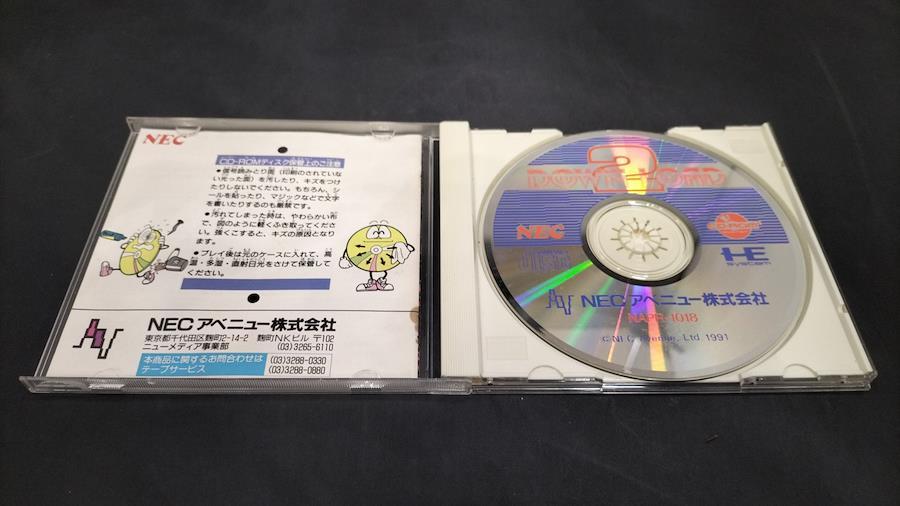 NEC
CD-ROMディスク保管上のご注意
●信号読みとり面(印刷のされていな
い光った面)を汚したり、キズをつけ
たりしないでください。もちろん、シ
ールを貼ったり、マジックなどで文字
を書いたりするのも厳禁です。
●汚れてしまった時は、やわらかい布
で、図のように軽くふき取ってくださ
い。強くこすると、キズの原因となり
ます。
●プレイ後は元のケースに入れて、高
温・多湿・直射日光をさけて保管して
ください。
NECアベニュー株式会社
東京都千代田区麹町2-14-2 麹町NKビル 〒102
ニューメディア事業部 (03)3265-6110
本商品に関するお問合わせは (03)3288-0330
テープサービス (03)3288-0880
2
DOWN LOAD
NEC
CD-ROM
HE
SYSTEM
NECアベニュー株式会社
NAPR-1018
© NEC Avenue, Ltd. 1991